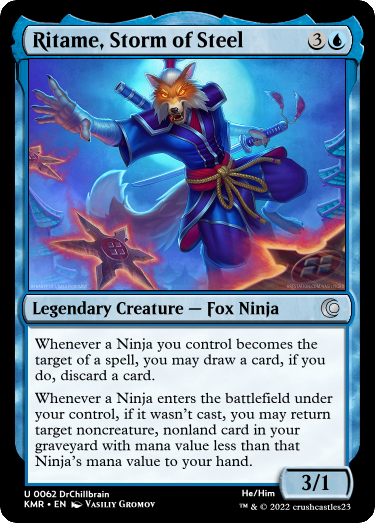 Ritame, Storm of Steel 3
Legendary Creature — Fox Ninja
Whenever a Ninja you control becomes the
target of a spell, you may draw a card, if you
do, discard a card.
Whenever a Ninja enters the battlefield under
your control, if it wasn't cast, you may return
target noncreature, nonland card in your
graveyard with mana value less than that
Ninja's mana value to your hand.
3/1
U 0062 DrChillbrain He/Him
KMR • EN Vasiliy Gromov ™ & © 2022 crushcastles23